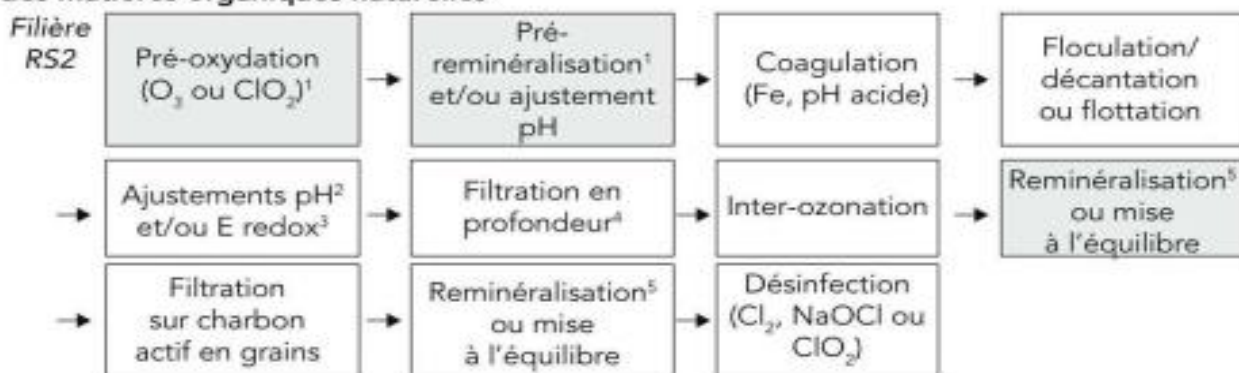 Filière
RS2
Pré-oxydation
(O₃ ou ClO₂)¹
Pré-
reminéralisation¹
et/ou ajustement
pH
Coagulation
(Fe, pH acide)
Floculation/
décantation
ou flottation
Ajustements pH²
et/ou E redox³
Filtration en
profondeur⁴
Inter-ozonation
Reminéralisation⁵
ou mise
à l'équilibre
Filtration
sur charbon
actif en grains
Reminéralisation⁵
ou mise
à l'équilibre
Désinfection
(Cl₂, NaOCl ou
ClO₂)